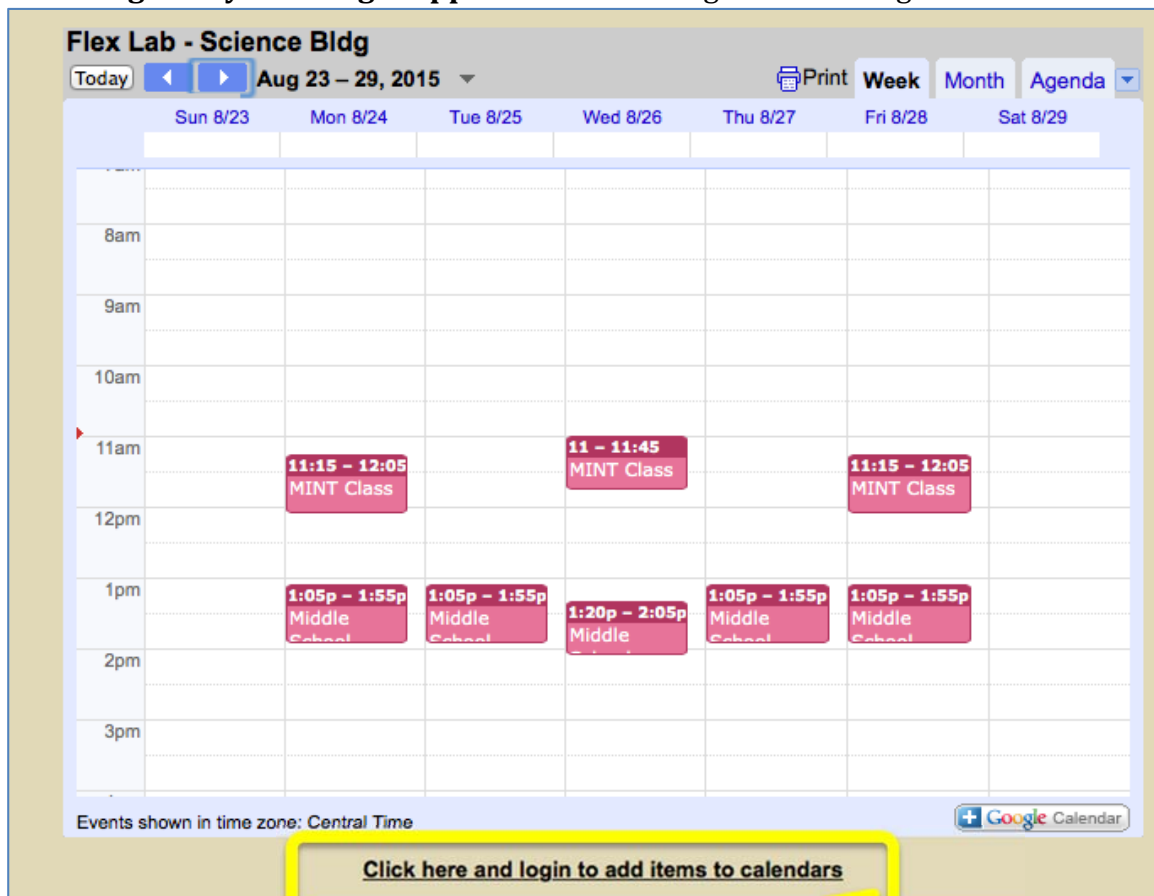 Flex Lab - Science Bldg
Today Aug 23 – 29, 2015 Print Week Month Agenda
Sun 8/23 Mon 8/24 Tue 8/25 Wed 8/26 Thu 8/27 Fri 8/28 Sat 8/29
8am
9am
10am
11am
11 – 11:45
MINT Class
11:15 – 12:05
MINT Class
11:15 – 12:05
MINT Class
12pm
1pm
1:05p – 1:55p
Middle
School
1:05p – 1:55p
Middle
School
1:20p – 2:05p
Middle
1:05p – 1:55p
Middle
School
1:05p – 1:55p
Middle
School
2pm
3pm
Events shown in time zone: Central Time
Google Calendar
Click here and login to add items to calendars